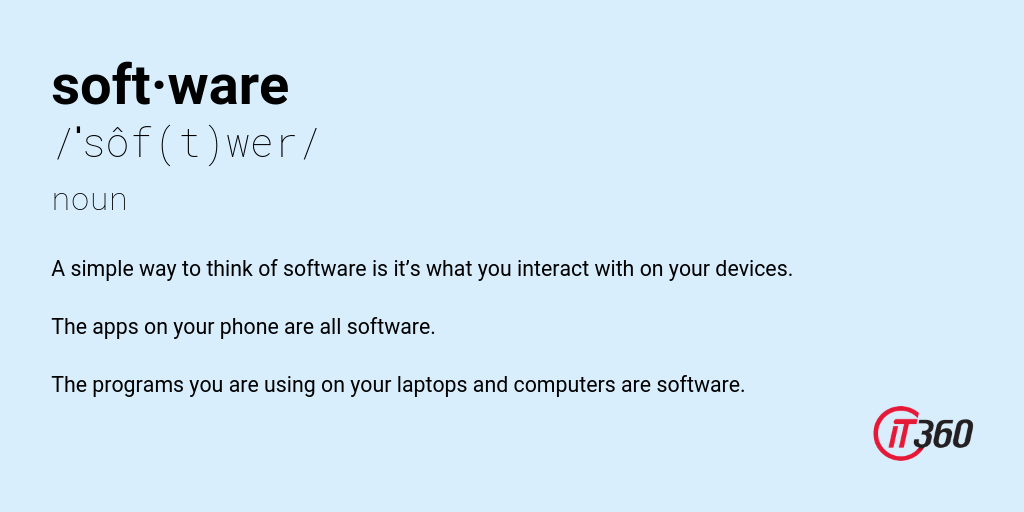 soft·ware
/ˈsôf(t)wer/
noun
A simple way to think of software is it’s what you interact with on your devices.
The apps on your phone are all software.
The programs you are using on your laptops and computers are software.
iT360